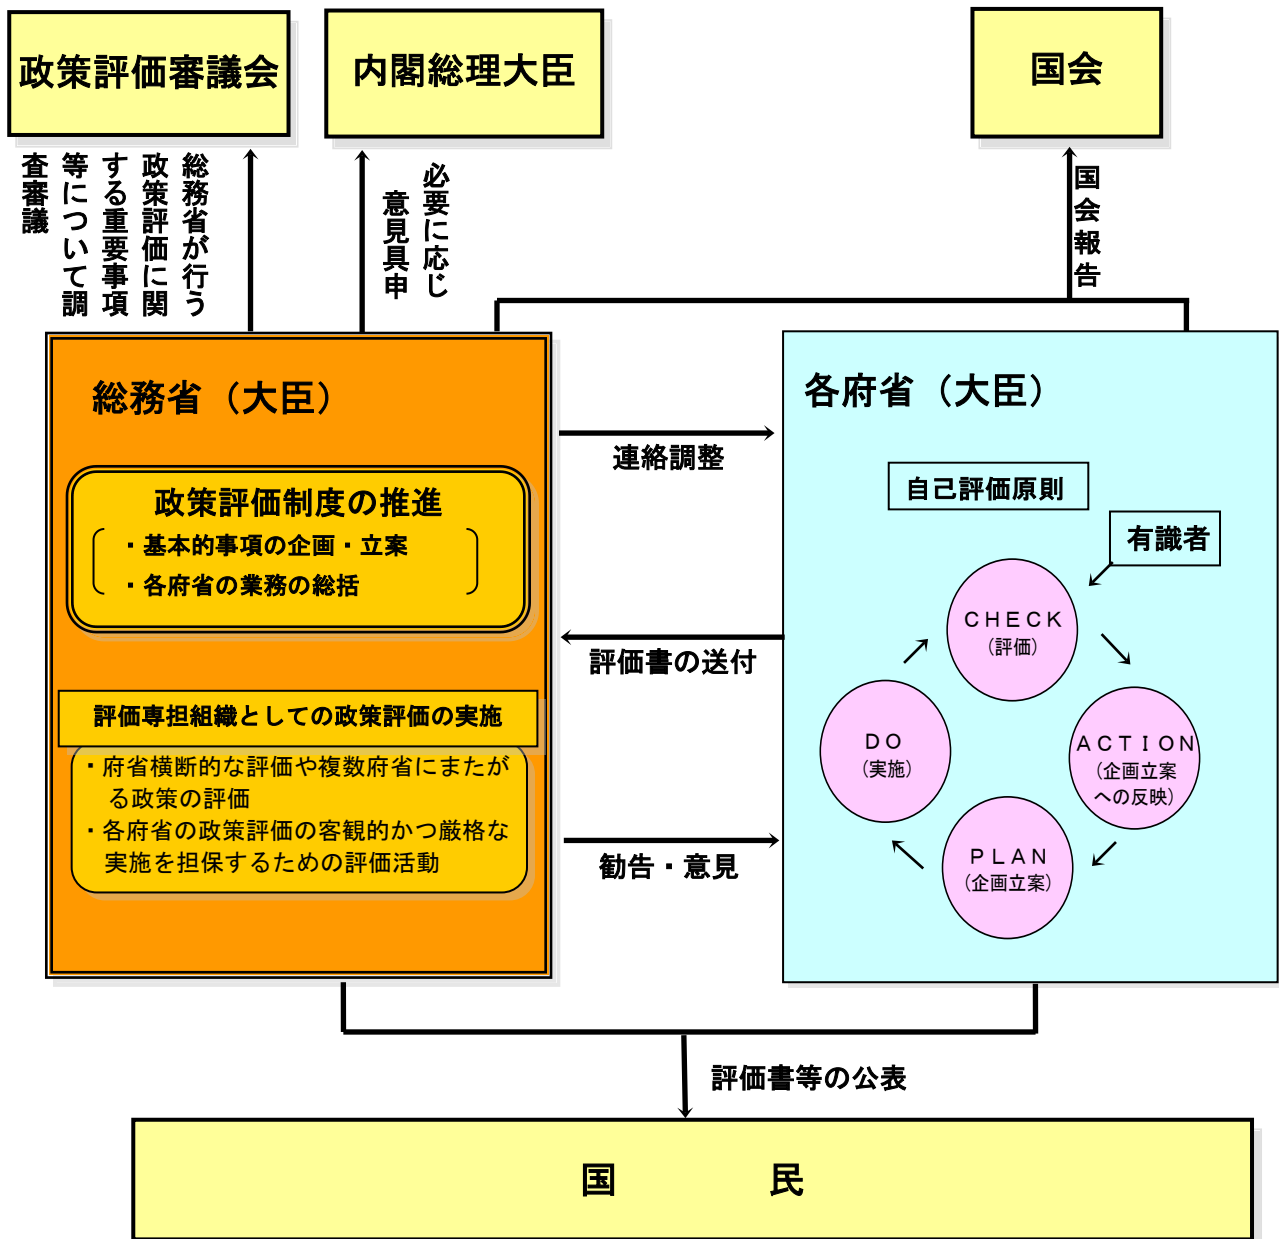 政策評価審議会
内閣総理大臣
国会
総務省が行う
政策評価に関
する重要事項
等について調
査審議
必要に応じ
意見具申
国会報告
総務省（大臣）
政策評価制度の推進
・基本的事項の企画・立案
・各府省の業務の総括
評価専担組織としての政策評価の実施
・府省横断的な評価や複数府省にまたが
る政策の評価
・各府省の政策評価の客観的かつ厳格な
実施を担保するための評価活動
連絡調整
評価書の送付
勧告・意見
各府省（大臣）
自己評価原則
有識者
ＣＨＥＣＫ
（評価）
ＤＯ
（実施）
ＡＣＴＩＯＮ
（企画立案
への反映）
ＰＬＡＮ
（企画立案）
評価書等の公表
国　　　　民